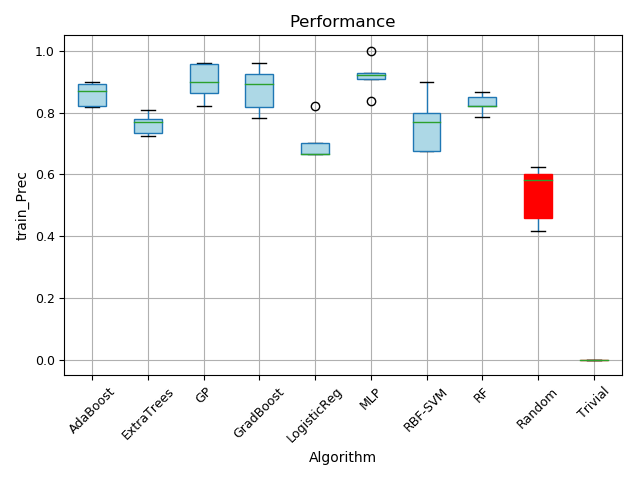 Performance
train_Prec
1.0
0.8
0.6
0.4
0.2
0.0
AdaBoost
ExtraTrees
GP
GradBoost
LogisticReg
MLP
RBF-SVM
RF
Random
Trivial
Algorithm